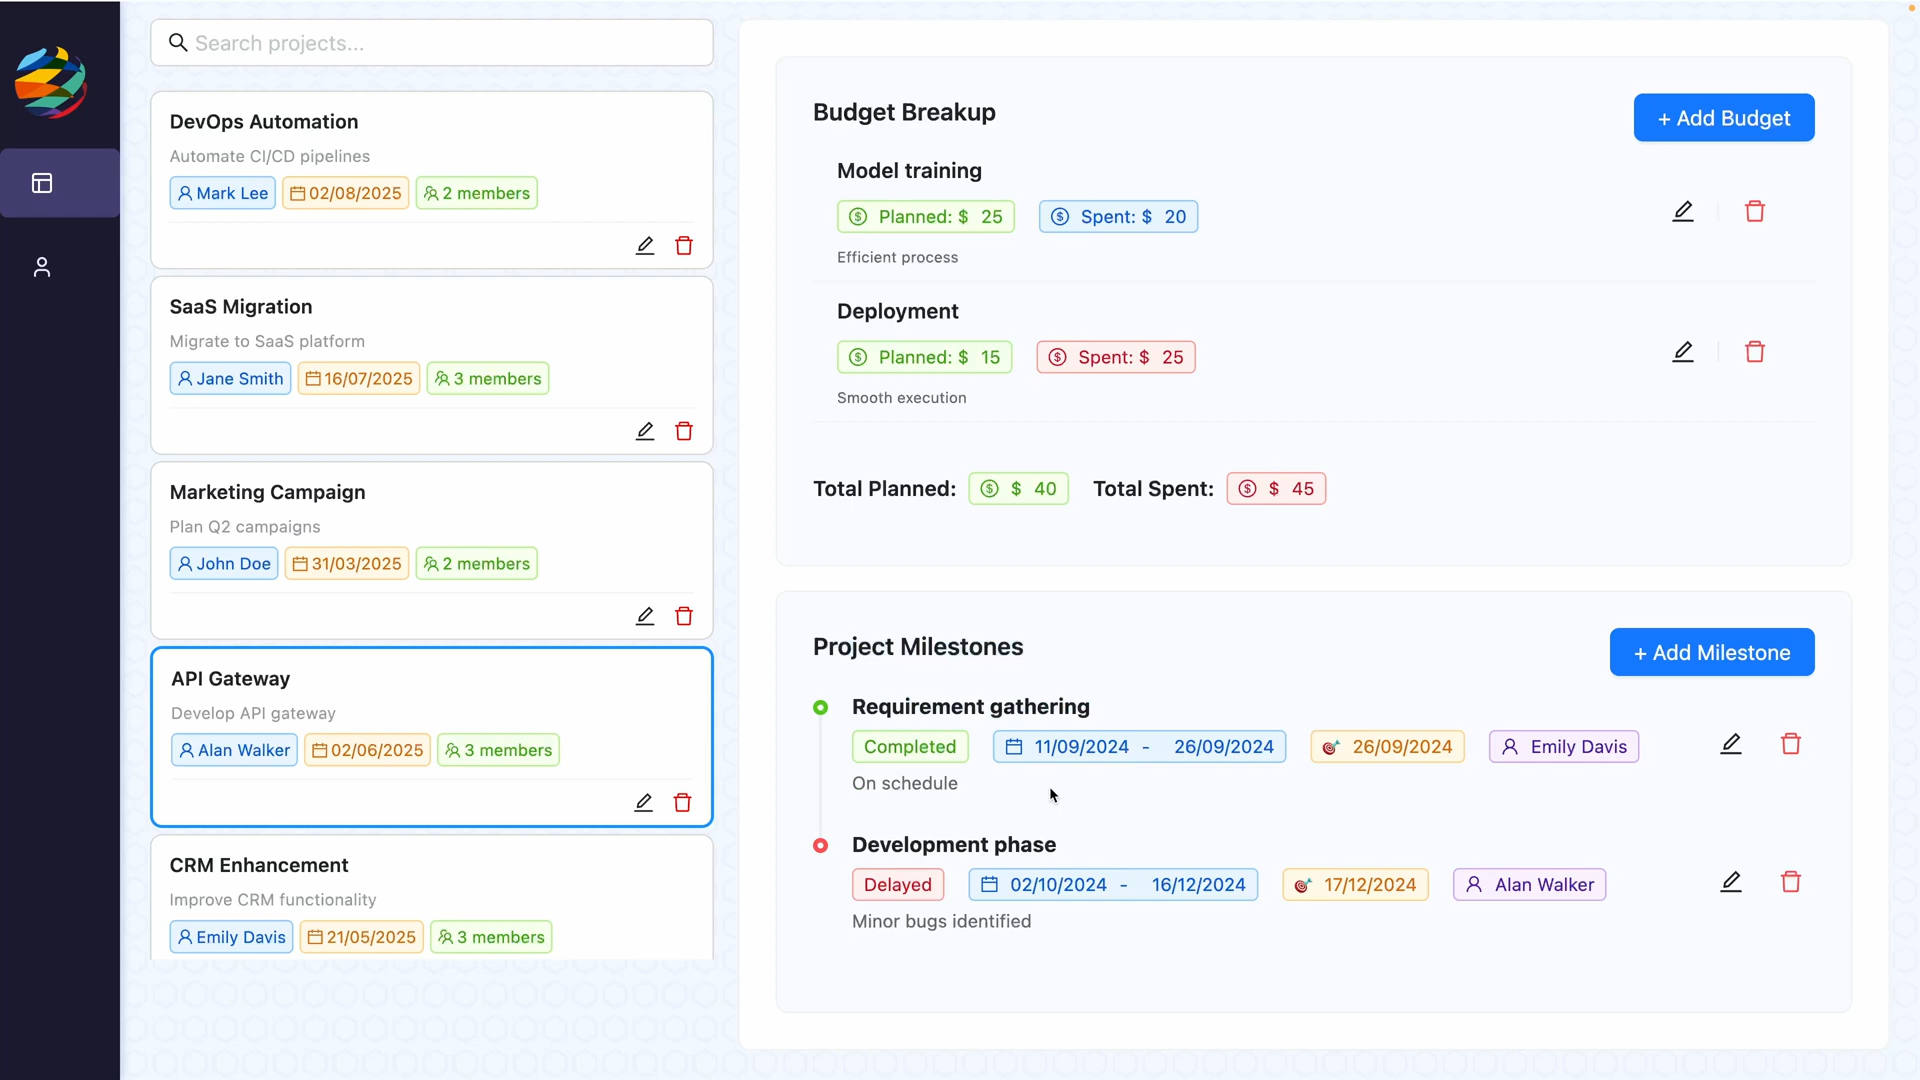 Search projects...
DevOps Automation
Automate CI/CD pipelines
Mark Lee 02/08/2025 2 members
SaaS Migration
Migrate to SaaS platform
Jane Smith 16/07/2025 3 members
Marketing Campaign
Plan Q2 campaigns
John Doe 31/03/2025 2 members
API Gateway
Develop API gateway
Alan Walker 02/06/2025 3 members
CRM Enhancement
Improve CRM functionality
Emily Davis 21/05/2025 3 members
Budget Breakup
+ Add Budget
Model training
Planned: $ 25 Spent: $ 20
Efficient process
Deployment
Planned: $ 15 Spent: $ 25
Smooth execution
Total Planned: $ 40 Total Spent: $ 45
Project Milestones
+ Add Milestone
Requirement gathering
Completed 11/09/2024 - 26/09/2024 26/09/2024 Emily Davis
On schedule
Development phase
Delayed 02/10/2024 - 16/12/2024 17/12/2024 Alan Walker
Minor bugs identified